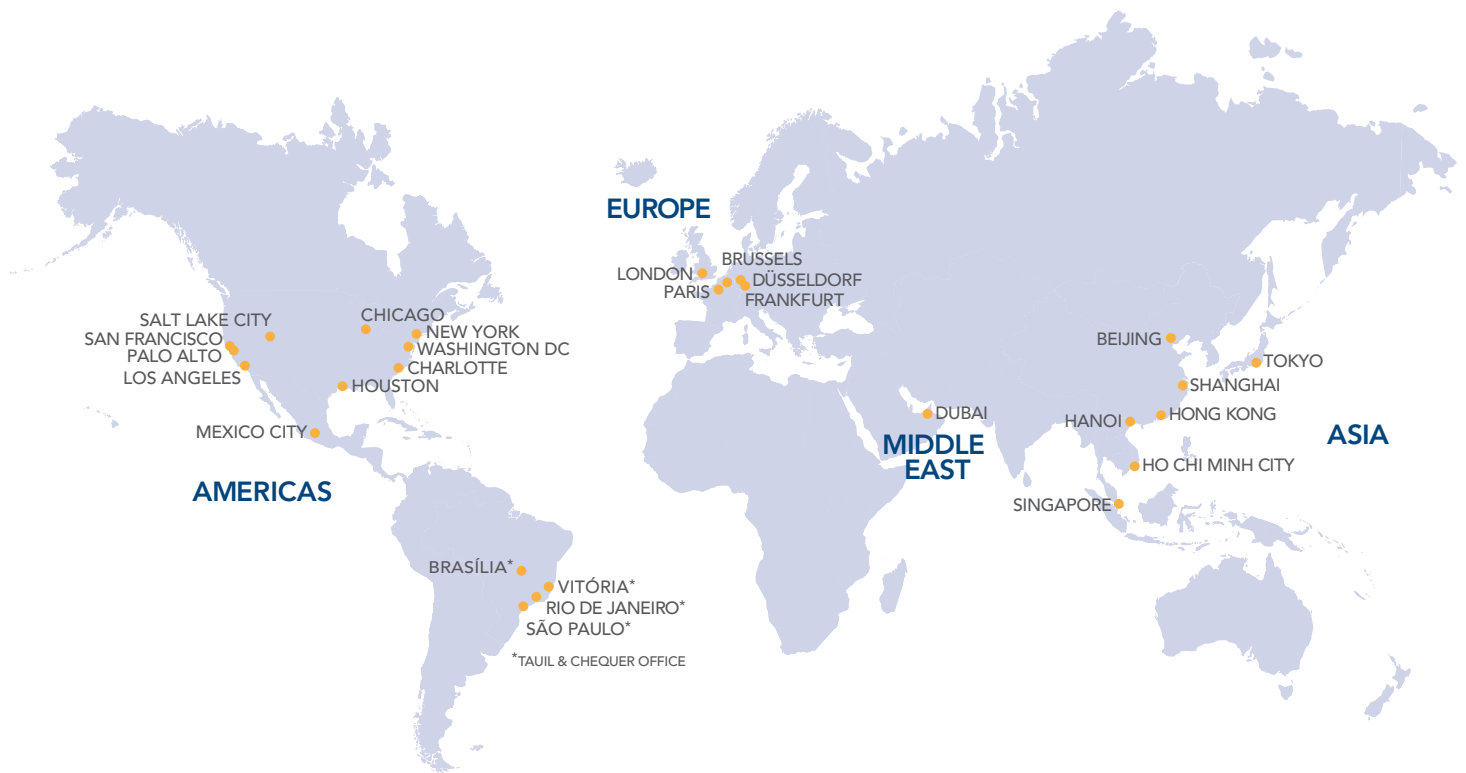 EUROPE
BRUSSELS
LONDON
DÜSSELDORF
PARIS
FRANKFURT
SALT LAKE CITY
CHICAGO
SAN FRANCISCO
NEW YORK
PALO ALTO
WASHINGTON DC
LOS ANGELES
CHARLOTTE
HOUSTON
MEXICO CITY
AMERICAS
BRASÍLIA*
VITÓRIA*
RIO DE JANEIRO*
SÃO PAULO*
*TAUIL & CHEQUER OFFICE
DUBAI
MIDDLE
EAST
BEIJING
TOKYO
SHANGHAI
HONG KONG
HANOI
ASIA
HO CHI MINH CITY
SINGAPORE